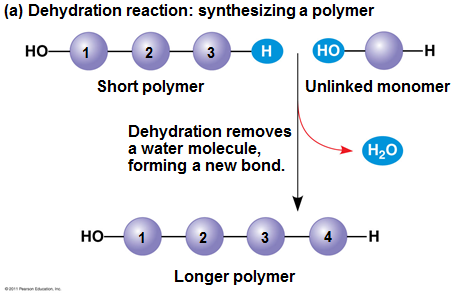 (a) Dehydration reaction: synthesizing a polymer
HO 1 2 3 H HO H
Short polymer Unlinked monomer
Dehydration removes
a water molecule,
forming a new bond.
H₂O
HO 1 2 3 4 H
Longer polymer
© 2011 Pearson Education, Inc.